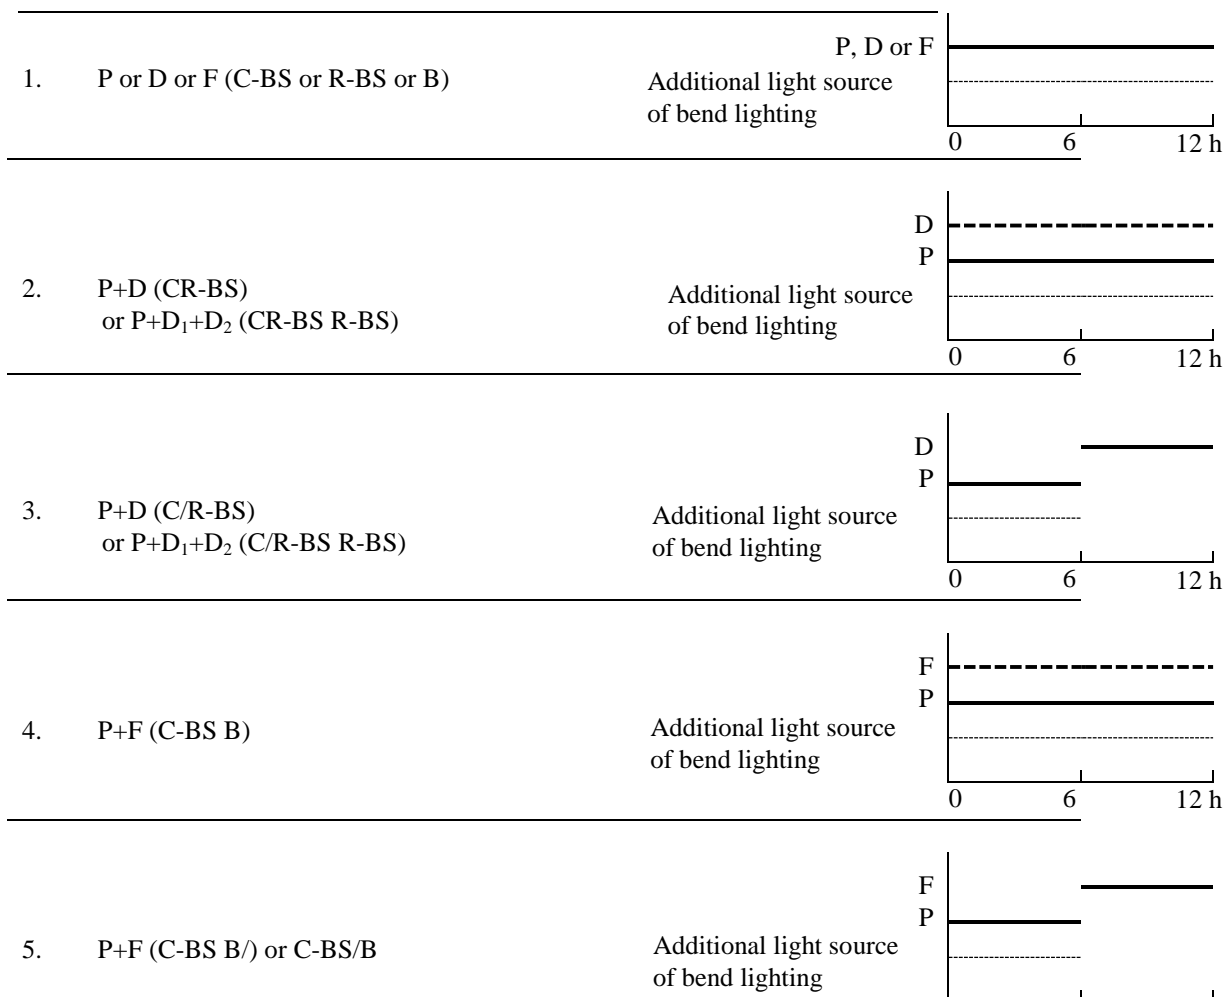 P, D or F
1. P or D or F (C-BS or R-BS or B) Additional light source
of bend lighting
0 6 12 h
D
P
2. P+D (CR-BS) Additional light source
or P+D₁+D₂ (CR-BS R-BS) of bend lighting
0 6 12 h
D
P
3. P+D (C/R-BS) Additional light source
or P+D₁+D₂ (C/R-BS R-BS) of bend lighting
0 6 12 h
F
P
4. P+F (C-BS B) Additional light source
of bend lighting
0 6 12 h
F
P
5. P+F (C-BS B/) or C-BS/B Additional light source
of bend lighting